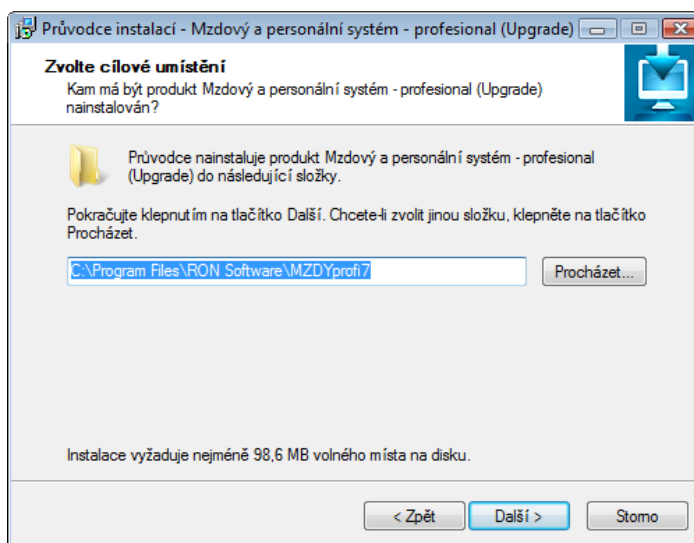 Průvodce instalací - Mzdový a personální systém - profesional (Upgrade)
Zvolte cílové umístění
Kam má být produkt Mzdový a personální systém - profesional (Upgrade)
nainstalován?
Průvodce nainstaluje produkt Mzdový a personální systém - profesional
(Upgrade) do následující složky.
Pokračujte klepnutím na tlačítko Další. Chcete-li zvolit jinou složku, klepněte na tlačítko
Procházet.
C:\Program Files\RON Software\MZDYprofi7
Procházet...
Instalace vyžaduje nejméně 98,6 MB volného místa na disku.
< Zpět
Další >
Storno